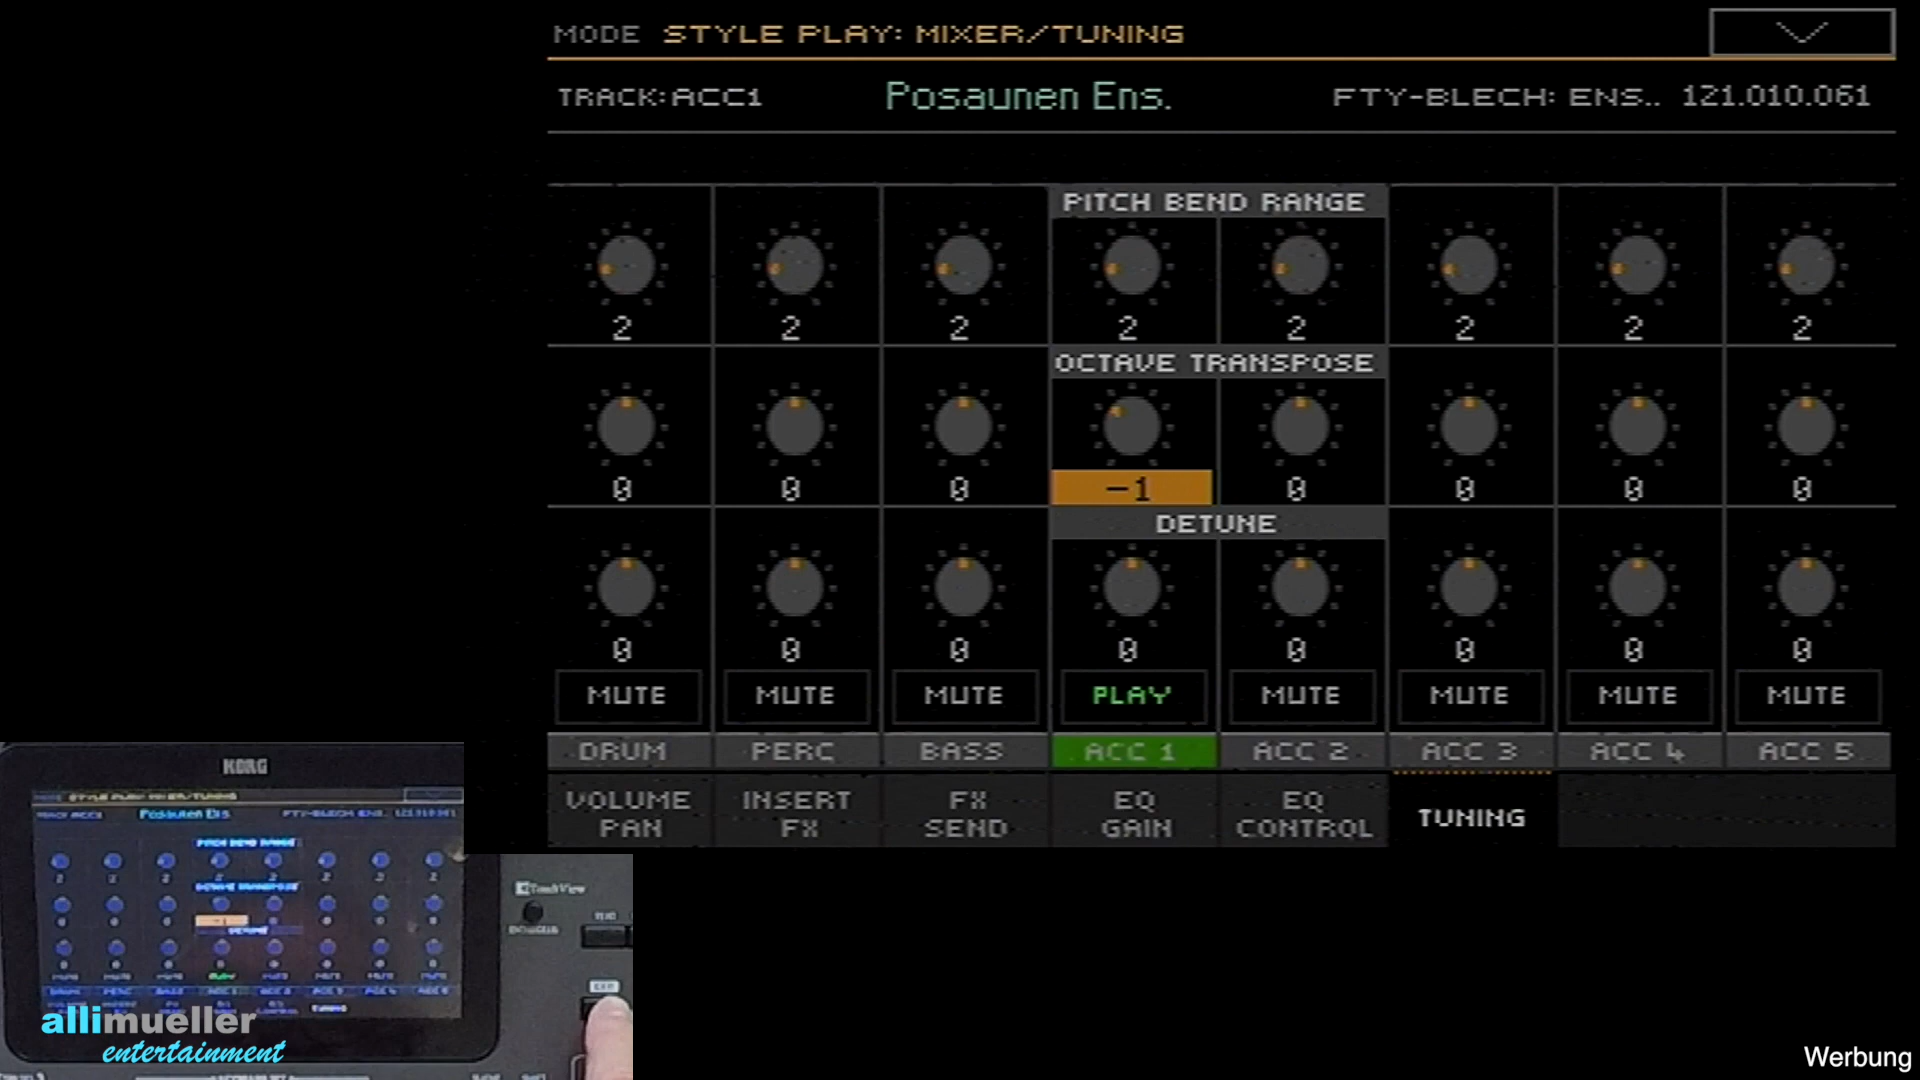 MODE STYLE PLAY: MIXER/TUNING
TRACK:ACC1 Posaunen Ens. FTY-BLECH: ENS.. 121.010.061
PITCH BEND RANGE
2 2 2 2 2 2 2 2
OCTAVE TRANSPOSE
0 0 0 -1 0 0 0 0
DETUNE
0 0 0 0 0 0 0 0
MUTE MUTE MUTE PLAY MUTE MUTE MUTE MUTE
DRUM PERC BASS ACC 1 ACC 2 ACC 3 ACC 4 ACC 5
VOLUME PAN INSERT FX FX SEND EQ GAIN EQ CONTROL TUNING
KORG
Posaunen Ens
TouchView
EXIT
allimueller
entertainment
Werbung